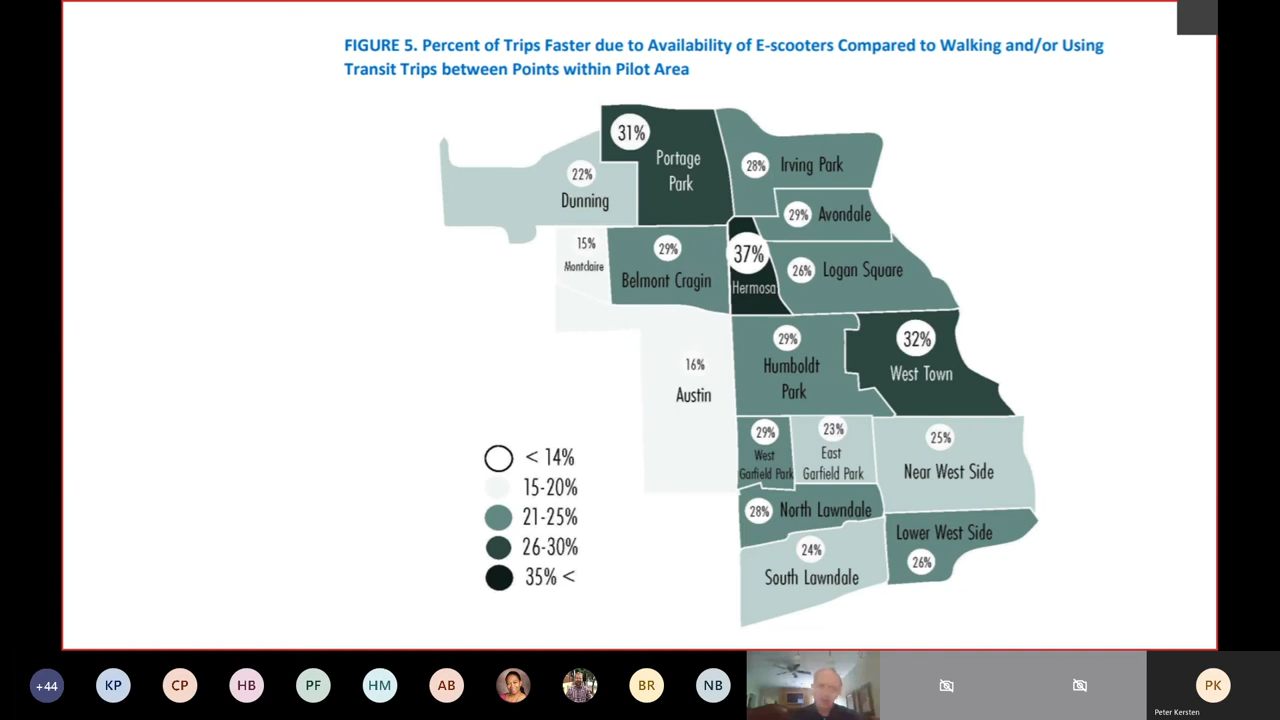 FIGURE 5. Percent of Trips Faster due to Availability of E-scooters Compared to Walking and/or Using
Transit Trips between Points within Pilot Area
31%
Portage
Park
28%
Irving Park
22%
Dunning
29%
Avondale
15%
Montclaire
29%
Belmont Cragin
37%
Hermosa
26%
Logan Square
16%
Austin
29%
Humboldt
Park
32%
West Town
29%
West
Garfield Park
23%
East
Garfield Park
25%
Near West Side
28%
North Lawndale
Lower West Side
26%
24%
South Lawndale
< 14%
15-20%
21-25%
26-30%
35% <
+44
KP
CP
HB
PF
HM
AB
BR
NB
PK
Peter Kersten